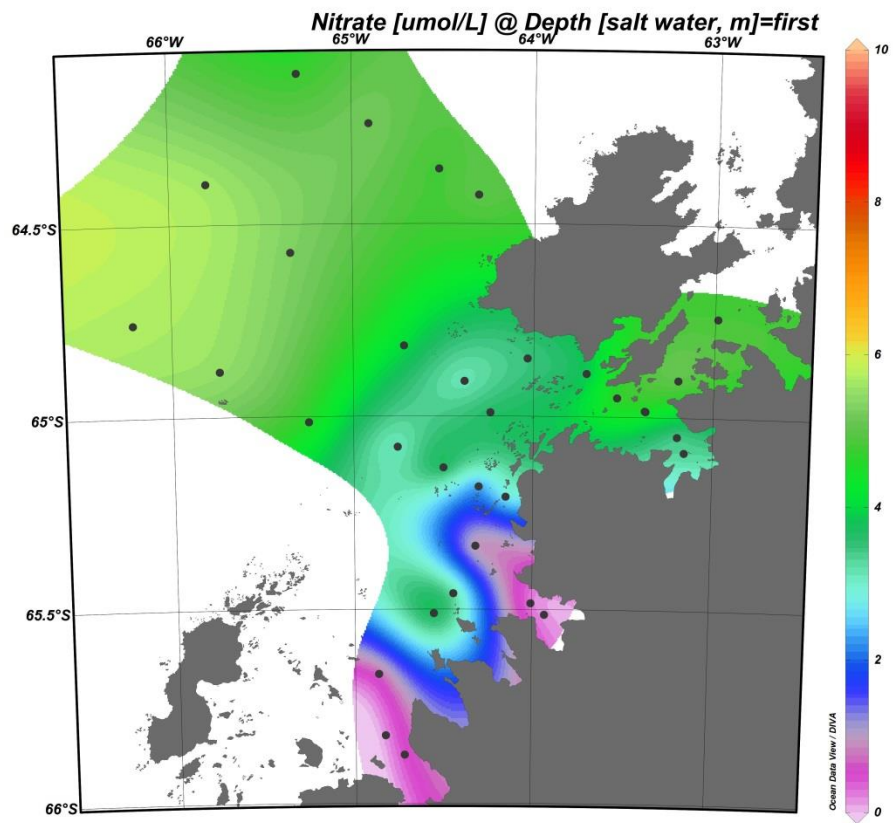 Nitrate [umol/L] @ Depth [salt water, m]=first
66°W 65°W 64°W 63°W
64.5°S
65°S
65.5°S
66°S
10
8
6
4
2
0
Ocean Data View / DIVA